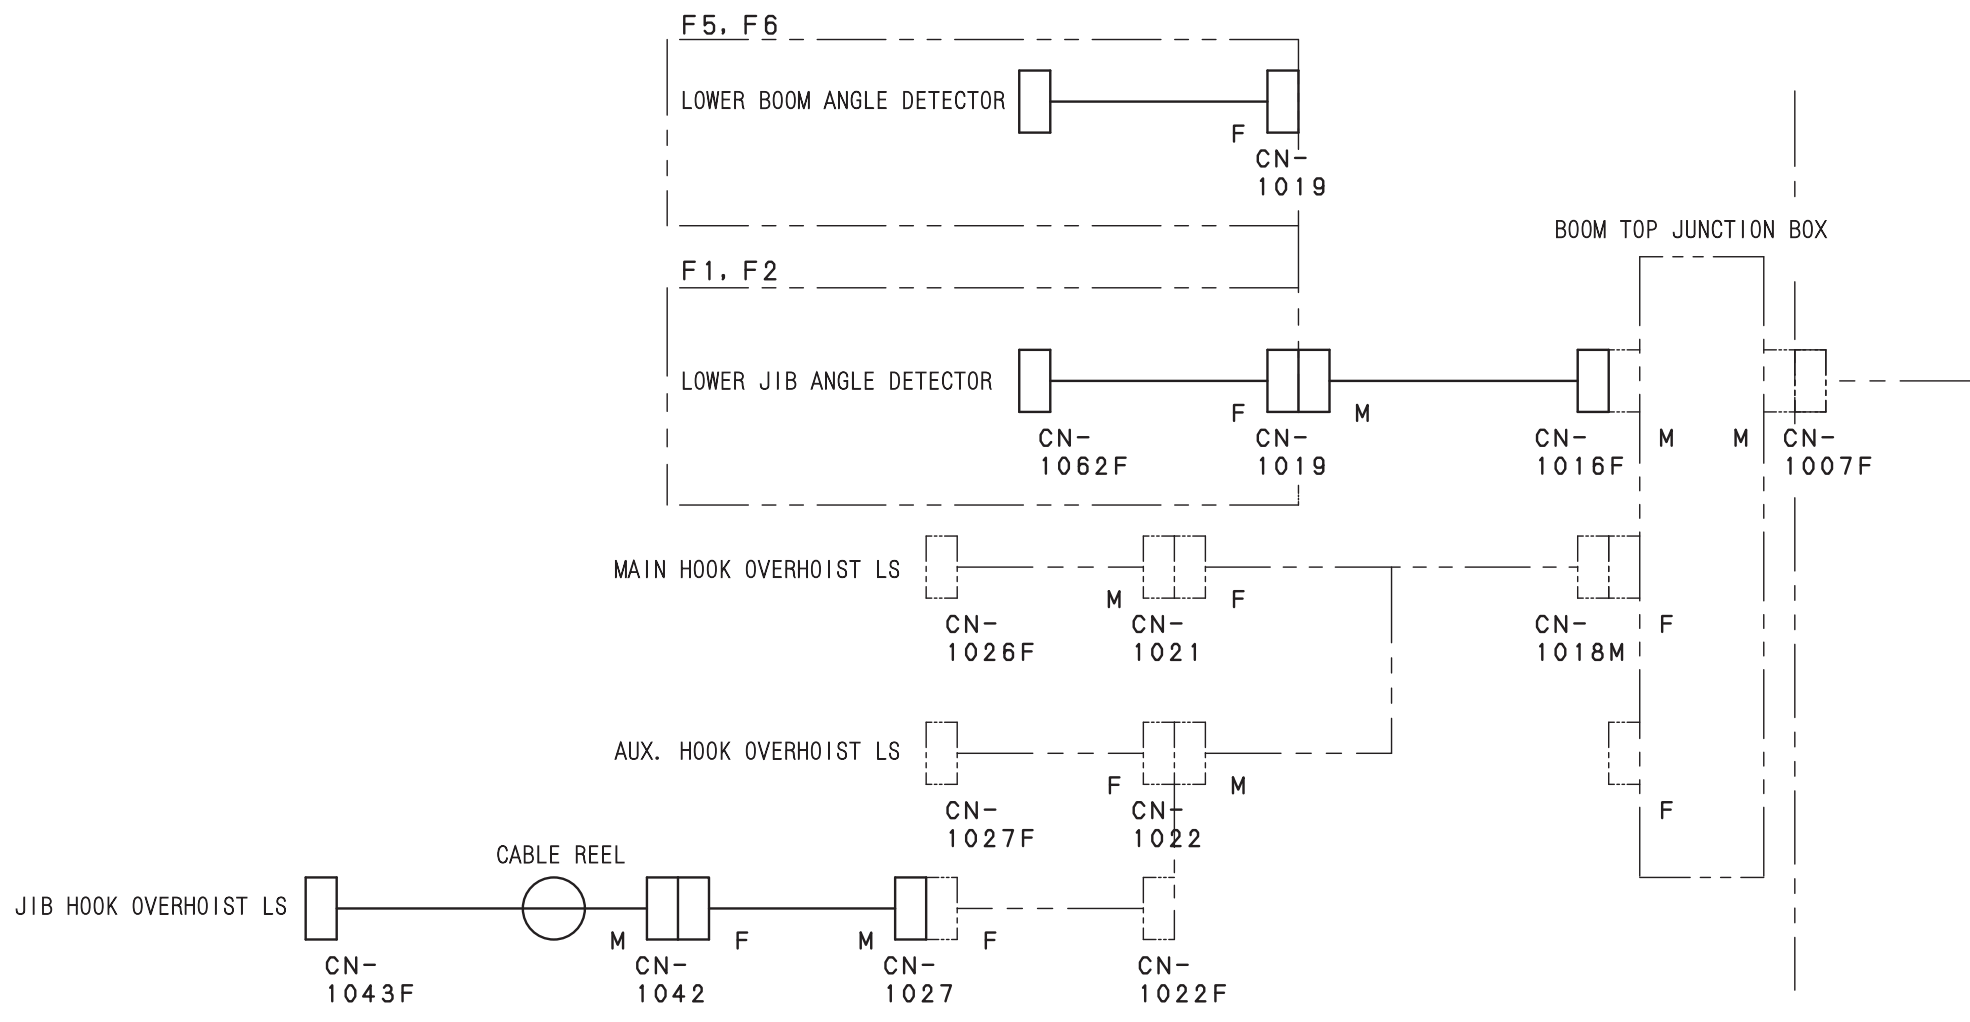 F5, F6
LOWER BOOM ANGLE DETECTOR
F
CN-
1019
BOOM TOP JUNCTION BOX
F1, F2
LOWER JIB ANGLE DETECTOR
F
M
CN-
1062F
CN-
1019
CN-
1016F
M
M
CN-
1007F
MAIN HOOK OVERHOIST LS
M
F
CN-
1026F
CN-
1021
CN-
1018M
F
AUX. HOOK OVERHOIST LS
F
M
CN-
1027F
CN-
1022
F
CABLE REEL
JIB HOOK OVERHOIST LS
M
F
M
F
CN-
1043F
CN-
1042
CN-
1027
CN-
1022F